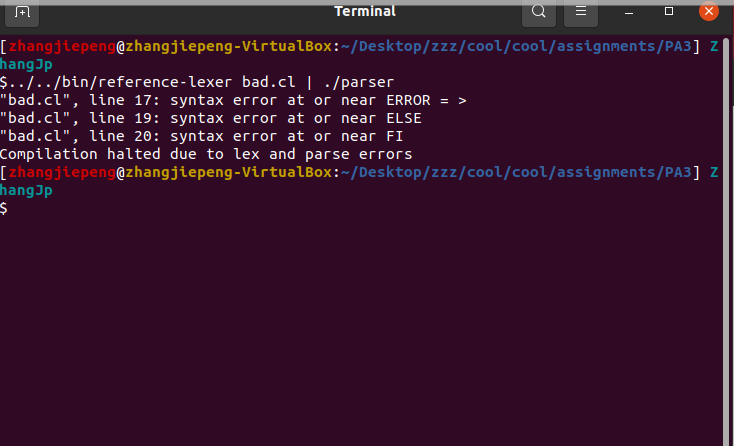 Terminal
[zhangjiepeng@zhangjiepeng-VirtualBox:~/Desktop/zzz/cool/cool/assignments/PA3] Z
hangJp
$../../bin/reference-lexer bad.cl | ./parser
"bad.cl", line 17: syntax error at or near ERROR = >
"bad.cl", line 19: syntax error at or near ELSE
"bad.cl", line 20: syntax error at or near FI
Compilation halted due to lex and parse errors
[zhangjiepeng@zhangjiepeng-VirtualBox:~/Desktop/zzz/cool/cool/assignments/PA3] Z
hangJp
$